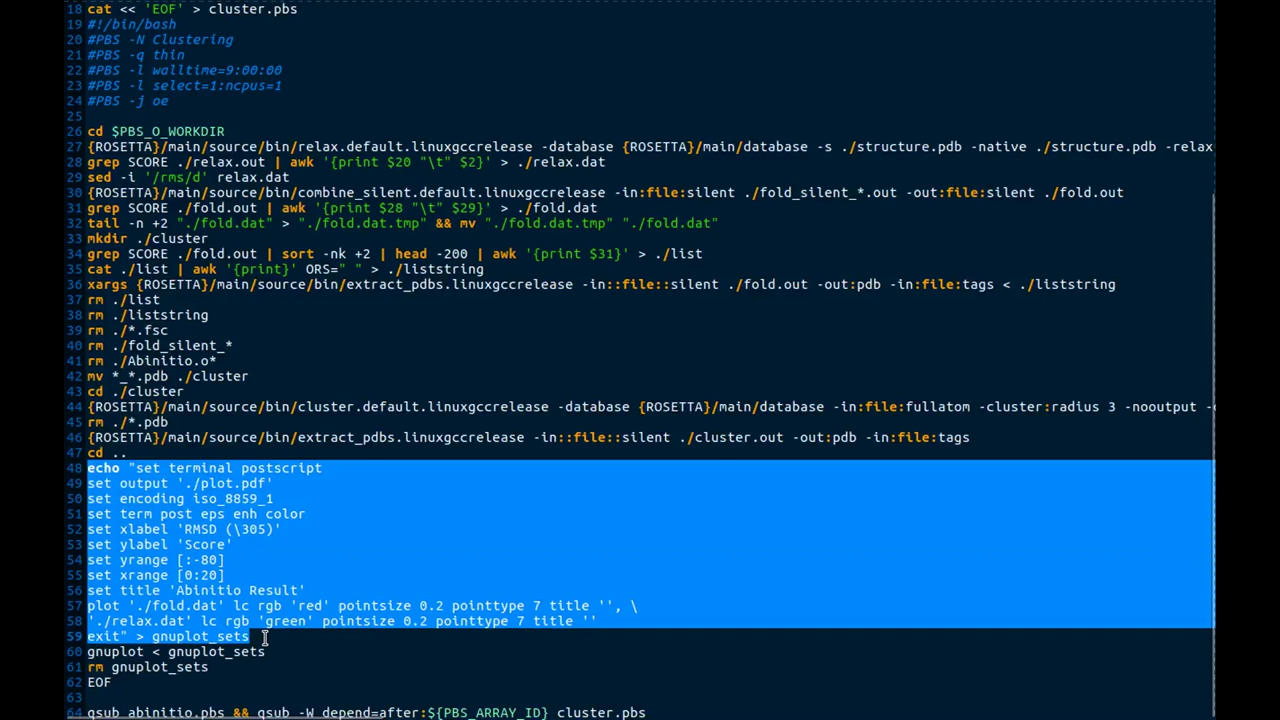 18 cat << 'EOF' > cluster.pbs
19 #!/bin/bash
20 #PBS -N Clustering
21 #PBS -q thin
22 #PBS -l walltime=9:00:00
23 #PBS -l select=1:ncpus=1
24 #PBS -j oe
25
26 cd $PBS_O_WORKDIR
27 {ROSETTA}/main/source/bin/relax.default.linuxgccrelease -database {ROSETTA}/main/database -s ./structure.pdb -native ./structure.pdb -relax
28 grep SCORE ./relax.out | awk '{print $20 "\t" $2}' > ./relax.dat
29 sed -i '/rms/d' relax.dat
30 {ROSETTA}/main/source/bin/combine_silent.default.linuxgccrelease -in:file:silent ./fold_silent_*.out -out:file:silent ./fold.out
31 grep SCORE ./fold.out | awk '{print $28 "\t" $29}' > ./fold.dat
32 tail -n +2 "./fold.dat" > "./fold.dat.tmp" && mv "./fold.dat.tmp" "./fold.dat"
33 mkdir ./cluster
34 grep SCORE ./fold.out | sort -nk +2 | head -200 | awk '{print $31}' > ./list
35 cat ./list | awk '{print}' ORS=" " > ./liststring
36 xargs {ROSETTA}/main/source/bin/extract_pdbs.linuxgccrelease -in::file::silent ./fold.out -out:pdb -in:file:tags < ./liststring
37 rm ./list
38 rm ./liststring
39 rm ./*.fsc
40 rm ./fold_silent_*
41 rm ./Abinitio.o*
42 mv *_*.pdb ./cluster
43 cd ./cluster
44 {ROSETTA}/main/source/bin/cluster.default.linuxgccrelease -database {ROSETTA}/main/database -in:file:fullatom -cluster:radius 3 -nooutput -
45 rm ./*.pdb
46 {ROSETTA}/main/source/bin/extract_pdbs.linuxgccrelease -in::file::silent ./cluster.out -out:pdb -in:file:tags
47 cd ..
48 echo "set terminal postscript
49 set output './plot.pdf'
50 set encoding iso_8859_1
51 set term post eps enh color
52 set xlabel 'RMSD (\305)'
53 set ylabel 'Score'
54 set yrange [:-80]
55 set xrange [0:20]
56 set title 'Abinitio Result'
57 plot './fold.dat' lc rgb 'red' pointsize 0.2 pointtype 7 title '', \
58 './relax.dat' lc rgb 'green' pointsize 0.2 pointtype 7 title ''
59 exit" > gnuplot_sets
60 gnuplot < gnuplot_sets
61 rm gnuplot_sets
62 EOF
63
64 qsub abinitio.pbs && qsub -W depend=after:${PBS_ARRAY_ID} cluster.pbs